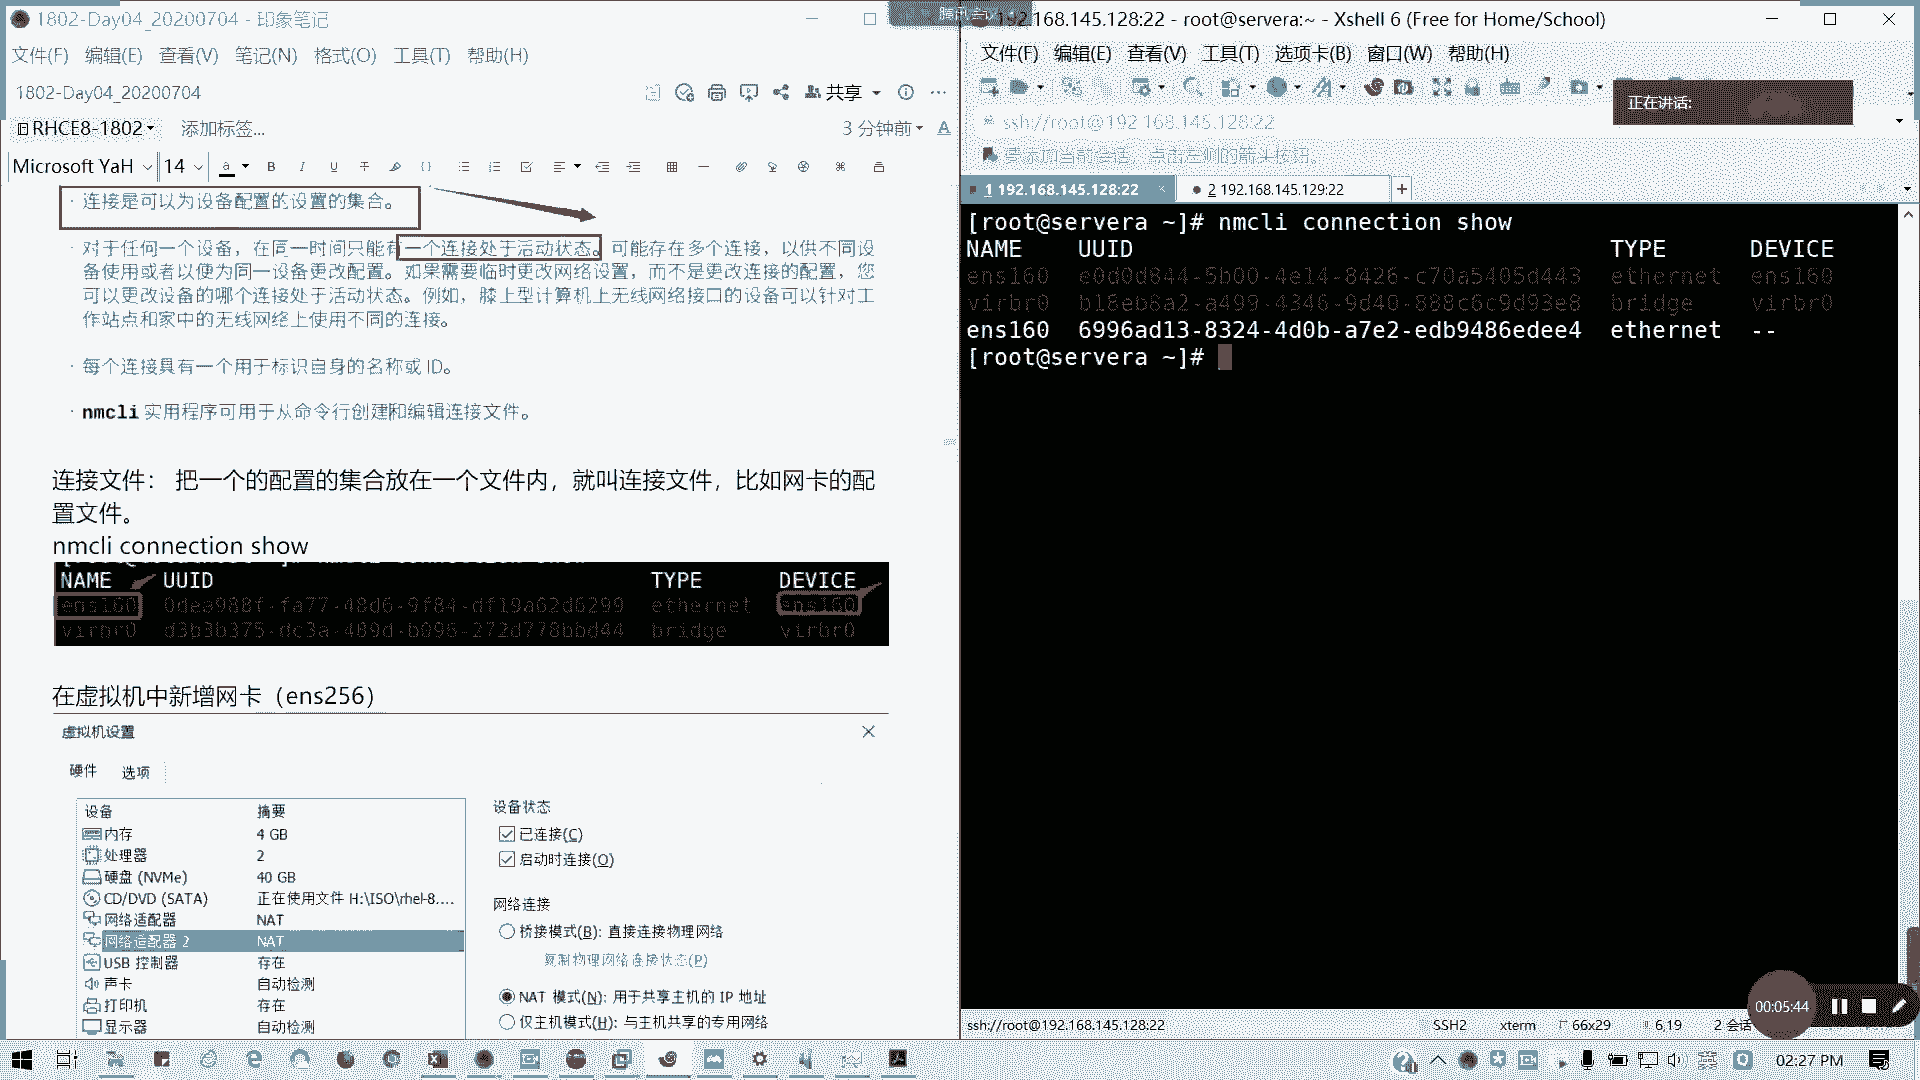 1802-Day04_20200704 - 印象笔记
文件(F) 编辑(E) 查看(V) 笔记(N) 格式(O) 工具(T) 帮助(H)
1802-Day04_20200704
共享
RHCE8-1802
添加标签...
3 分钟前
Microsoft YaH 14
· 连接是可以为设备配置的设置的集合。
· 对于任何一个设备，在同一时间只能有一个连接处于活动状态。可能存在多个连接，以供不同设
备使用或者以便为同一设备更改配置。如果需要临时更改网络设置，而不是更改连接的配置，您
可以更改设备的哪个连接处于活动状态。例如，膝上型计算机上无线网络接口的设备可以针对工
作站点和家中的无线网络上使用不同的连接。
· 每个连接具有一个用于标识自身的名称或 ID。
· nmcli 实用程序可用于从命令行创建和编辑连接文件。
连接文件： 把一个的配置的集合放在一个文件内，就叫连接文件，比如网卡的配
置文件。
nmcli connection show
NAME UUID TYPE DEVICE
ens160 0dea988f-fa77-48d6-9f84-df19a62d6299 ethernet ens160
virbr0 d3b3b375-dc3a-489d-b096-272d778bbd44 bridge virbr0
在虚拟机中新增网卡（ens256）
虚拟机设置
硬件 选项
设备 摘要
内存 4 GB
处理器 2
硬盘 (NVMe) 40 GB
CD/DVD (SATA) 正在使用文件 H:\ISO\rhel-8....
网络适配器 NAT
网络适配器 2 NAT
USB 控制器 存在
声卡 自动检测
打印机 存在
显示器 自动检测
设备状态
已连接(C)
启动时连接(O)
网络连接
桥接模式(B): 直接连接物理网络
复制物理网络连接状态(P)
NAT 模式(N): 用于共享主机的 IP 地址
仅主机模式(H): 与主机共享的专用网络
腾讯会议
192.168.145.128:22 - root@servera:~ - Xshell 6 (Free for Home/School)
文件(F) 编辑(E) 查看(V) 工具(T) 选项卡(B) 窗口(W) 帮助(H)
正在讲话:
ssh://root@192.168.145.128:22
要添加当前会话，点击左侧的箭头按钮。
1 192.168.145.128:22
2 192.168.145.129:22
[root@servera ~]# nmcli connection show
NAME UUID TYPE DEVICE
ens160 e0d0d844-5b00-4e14-8426-c70a5405d443 ethernet ens160
virbr0 b18eb8a2-a499-4346-9d40-888c6c9d93e8 bridge virbr0
ens160 6996ad13-8324-4d0b-a7e2-edb9486edee4 ethernet --
[root@servera ~]#
00:05:44
ssh://root@192.168.145.128:22 SSH2 xterm 66x29 6,19 2 会话
英
02:27 PM